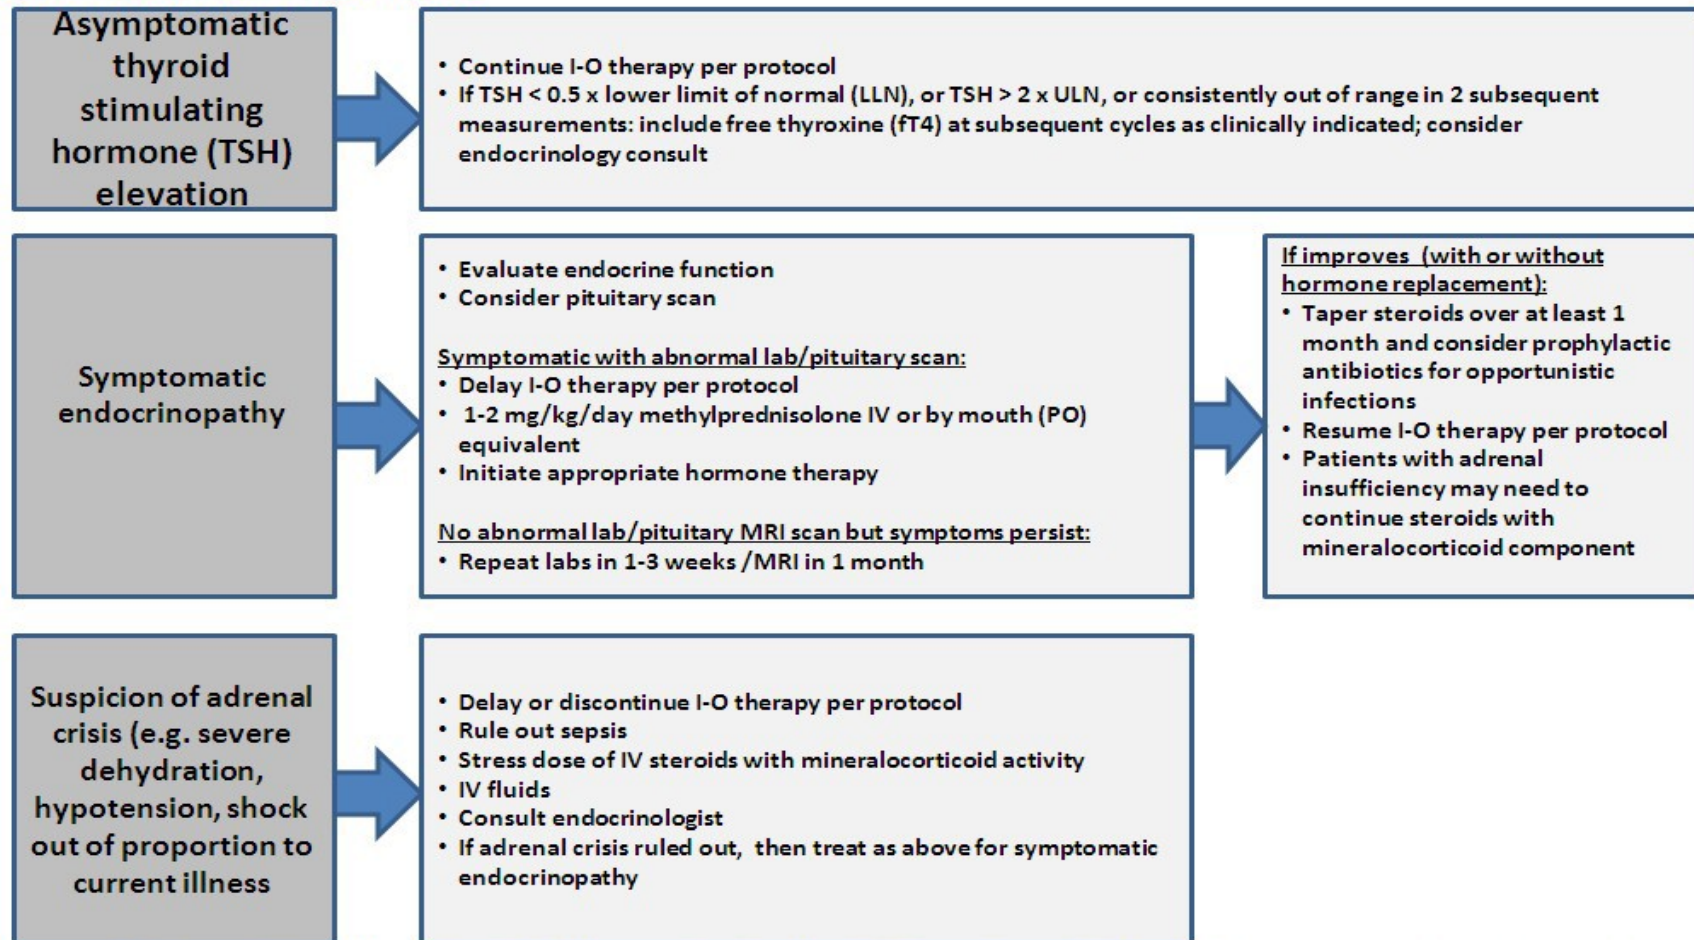 Asymptomatic
thyroid
stimulating
hormone (TSH)
elevation
• Continue I-O therapy per protocol
• If TSH < 0.5 x lower limit of normal (LLN), or TSH > 2 x ULN, or consistently out of range in 2 subsequent
measurements: include free thyroxine (fT4) at subsequent cycles as clinically indicated; consider
endocrinology consult
Symptomatic
endocrinopathy
• Evaluate endocrine function
• Consider pituitary scan
Symptomatic with abnormal lab/pituitary scan:
• Delay I-O therapy per protocol
• 1-2 mg/kg/day methylprednisolone IV or by mouth (PO)
equivalent
• Initiate appropriate hormone therapy
No abnormal lab/pituitary MRI scan but symptoms persist:
• Repeat labs in 1-3 weeks /MRI in 1 month
If improves (with or without
hormone replacement):
• Taper steroids over at least 1
month and consider prophylactic
antibiotics for opportunistic
infections
• Resume I-O therapy per protocol
• Patients with adrenal
insufficiency may need to
continue steroids with
mineralocorticoid component
Suspicion of adrenal
crisis (e.g. severe
dehydration,
hypotension, shock
out of proportion to
current illness
• Delay or discontinue I-O therapy per protocol
• Rule out sepsis
• Stress dose of IV steroids with mineralocorticoid activity
• IV fluids
• Consult endocrinologist
• If adrenal crisis ruled out, then treat as above for symptomatic
endocrinopathy